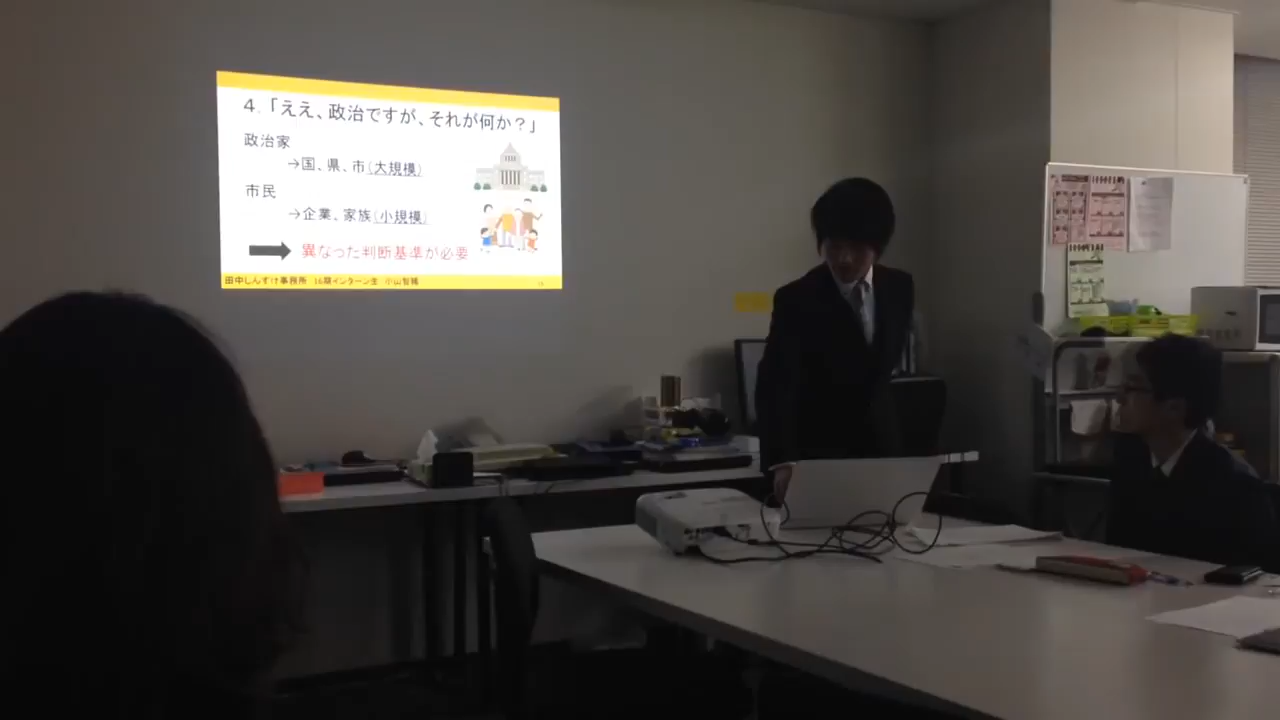 4. 「ええ、政治ですが、それが何か？」
政治家
→国、県、市(大規模)
市民
→企業、家族(小規模)
異なった判断基準が必要
田中しんすけ事務所 16期インターン生 小山智輔